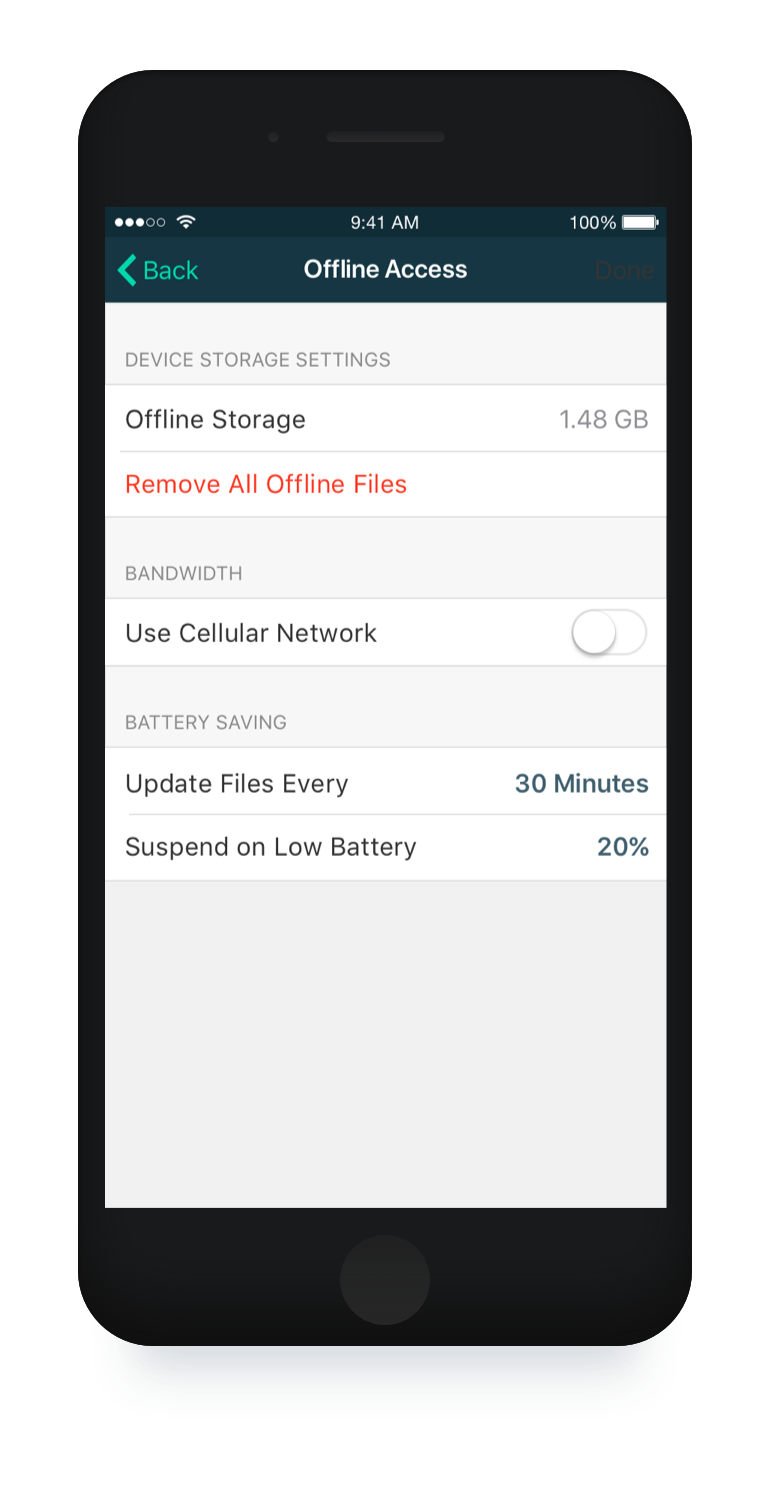 9:41 AM 100%
Back Offline Access Done
DEVICE STORAGE SETTINGS
Offline Storage 1.48 GB
Remove All Offline Files
BANDWIDTH
Use Cellular Network
BATTERY SAVING
Update Files Every 30 Minutes
Suspend on Low Battery 20%